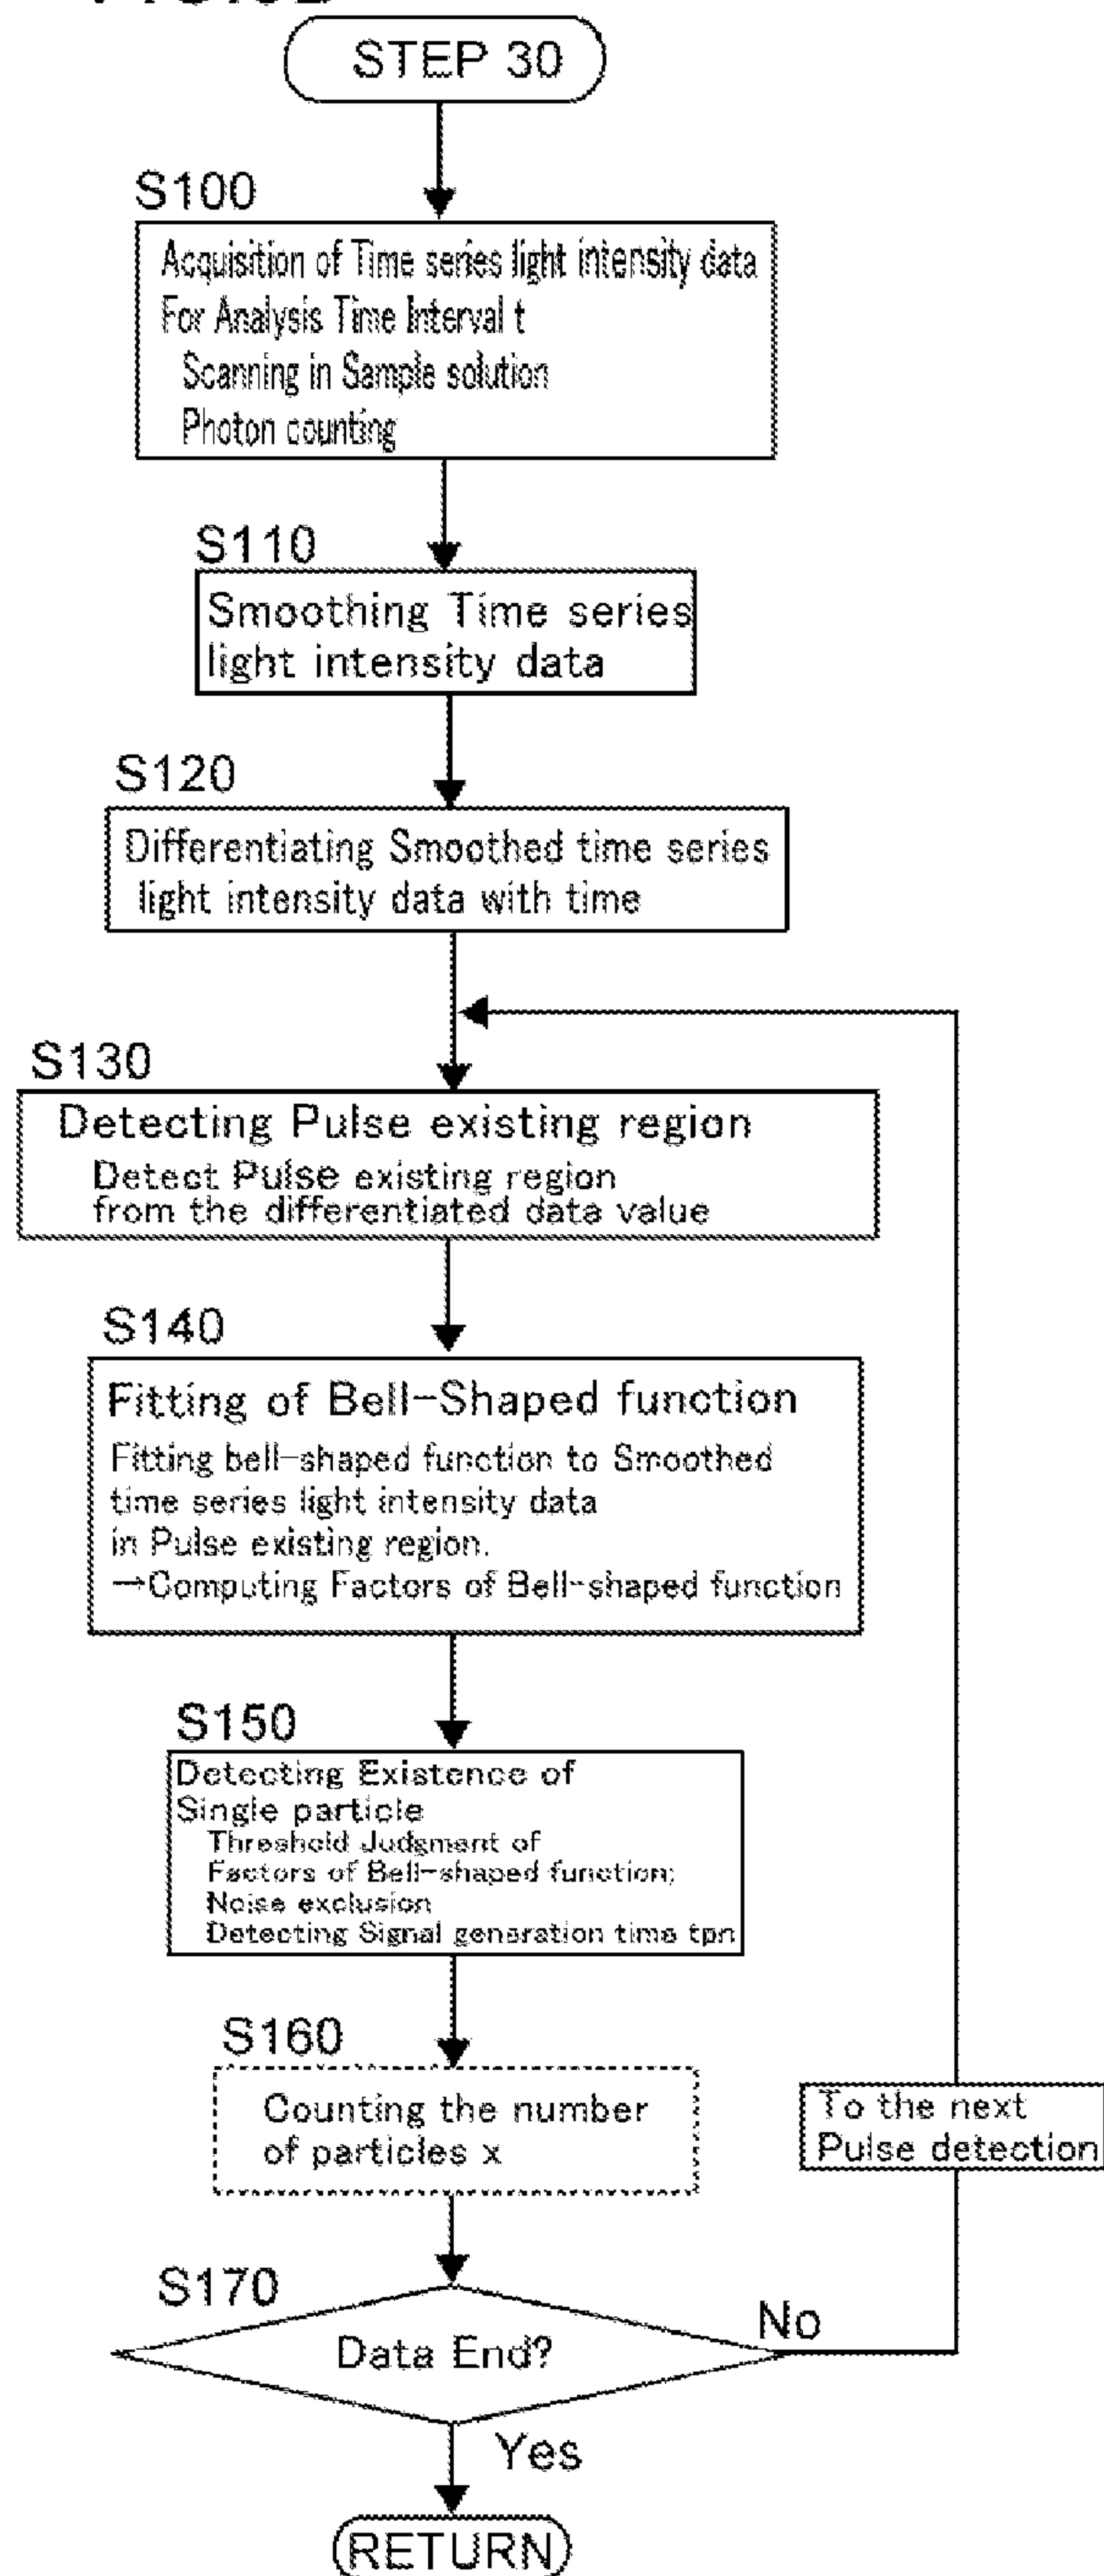 STEP 30
S100
Acquisition of Time series light intensity data
For Analysis Time Interval t
Scanning in Sample solution
Photon counting
S110
Smoothing Time series
light intensity data
S120
Differentiating Smoothed time series
light intensity data with time
S130
Detecting Pulse existing region
Detect Pulse existing region
from the differentiated data value
S140
Fitting of Bell-Shaped function
Fitting bell-shaped function to Smoothed
time series light intensity data
in Pulse existing region.
→Computing Factors of Bell-shaped function
S150
Detecting Existence of
Single particle
Threshold Judgment of
Factors of Bell-shaped function;
Noise exclusion
Detecting Signal generation time tpn
S160
Counting the number
of particles x
To the next
Pulse detection
S170
Data End?
No
Yes
RETURN